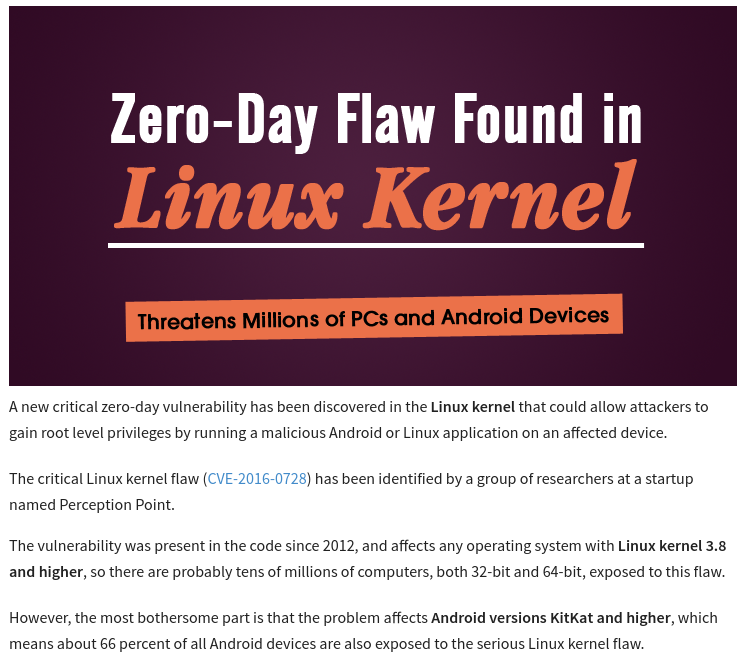 Zero-Day Flaw Found in
Linux Kernel
Threatens Millions of PCs and Android Devices
A new critical zero-day vulnerability has been discovered in the Linux kernel that could allow attackers to
gain root level privileges by running a malicious Android or Linux application on an affected device.
The critical Linux kernel flaw (CVE-2016-0728) has been identified by a group of researchers at a startup
named Perception Point.
The vulnerability was present in the code since 2012, and affects any operating system with Linux kernel 3.8
and higher, so there are probably tens of millions of computers, both 32-bit and 64-bit, exposed to this flaw.
However, the most bothersome part is that the problem affects Android versions KitKat and higher, which
means about 66 percent of all Android devices are also exposed to the serious Linux kernel flaw.